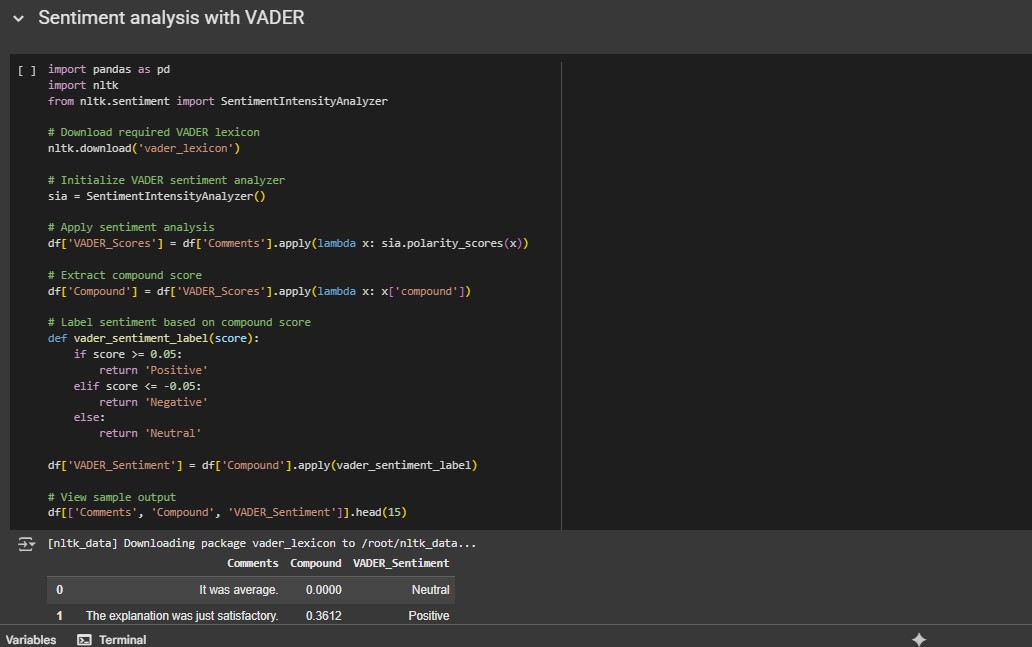 Sentiment analysis with VADER
[ ] import pandas as pd
import nltk
from nltk.sentiment import SentimentIntensityAnalyzer
# Download required VADER lexicon
nltk.download('vader_lexicon')
# Initialize VADER sentiment analyzer
sia = SentimentIntensityAnalyzer()
# Apply sentiment analysis
df['VADER_Scores'] = df['Comments'].apply(lambda x: sia.polarity_scores(x))
# Extract compound score
df['Compound'] = df['VADER_Scores'].apply(lambda x: x['compound'])
# Label sentiment based on compound score
def vader_sentiment_label(score):
    if score >= 0.05:
        return 'Positive'
    elif score <= -0.05:
        return 'Negative'
    else:
        return 'Neutral'
df['VADER_Sentiment'] = df['Compound'].apply(vader_sentiment_label)
# View sample output
df[['Comments', 'Compound', 'VADER_Sentiment']].head(15)
[nltk_data] Downloading package vader_lexicon to /root/nltk_data...
Comments Compound VADER_Sentiment
0 It was average. 0.0000 Neutral
1 The explanation was just satisfactory. 0.3612 Positive
Variables Terminal